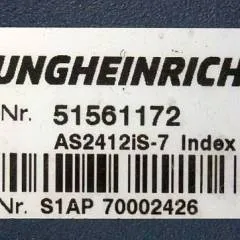 UNGHEINRICH
Nr. 51561172
AS2412iS-7 Index
Nr. S1AP 70002426